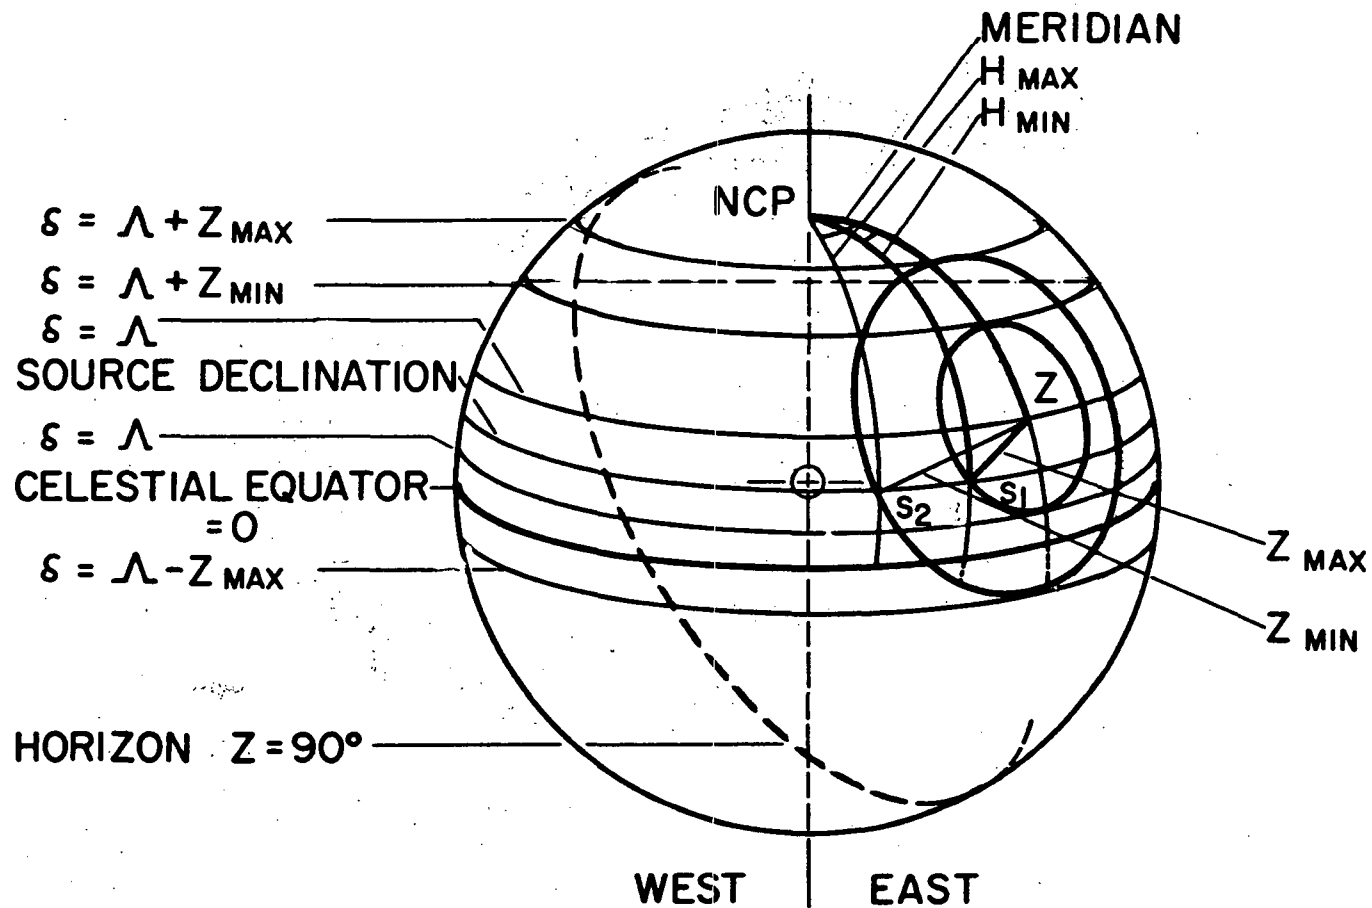 MERIDIAN
H MAX
H MIN
NCP
δ = Λ + Z MAX
δ = Λ + Z MIN
δ = Λ
SOURCE DECLINATION
δ = Λ
CELESTIAL EQUATOR
= 0
δ = Λ - Z MAX
Z
S1
S2
Z MAX
Z MIN
HORIZON Z = 90°
WEST
EAST